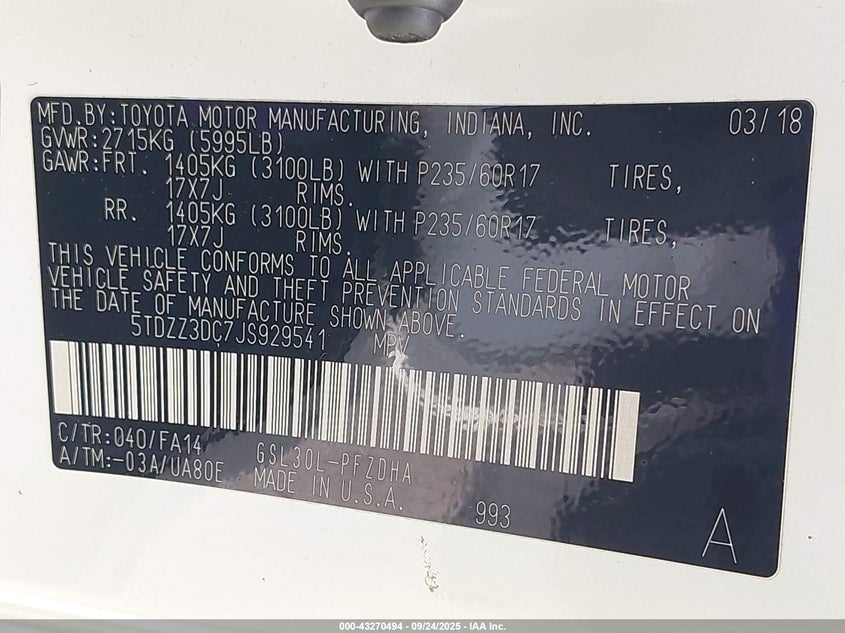 MFD.BY:TOYOTA MOTOR MANUFACTURING, INDIANA, INC. 03/18
GVWR:2715KG (5995LB)
GAWR:FRT. 1405KG (3100LB) WITH P235/60R17 TIRES,
17X7J RIMS.
RR. 1405KG (3100LB) WITH P235/60R17 TIRES,
17X7J RIMS.
THIS VEHICLE CONFORMS TO ALL APPLICABLE FEDERAL MOTOR
VEHICLE SAFETY AND THEFT PREVENTION STANDARDS IN EFFECT ON
THE DATE OF MANUFACTURE SHOWN ABOVE.
5TDZZ3DC7JS929541 MPV
C/TR:040/FA14 GSL30L-PFZDHA
A/TM:-03A/UA80E MADE IN U.S.A. 993
A
000-43270494 - 09/24/2025 - IAA Inc.